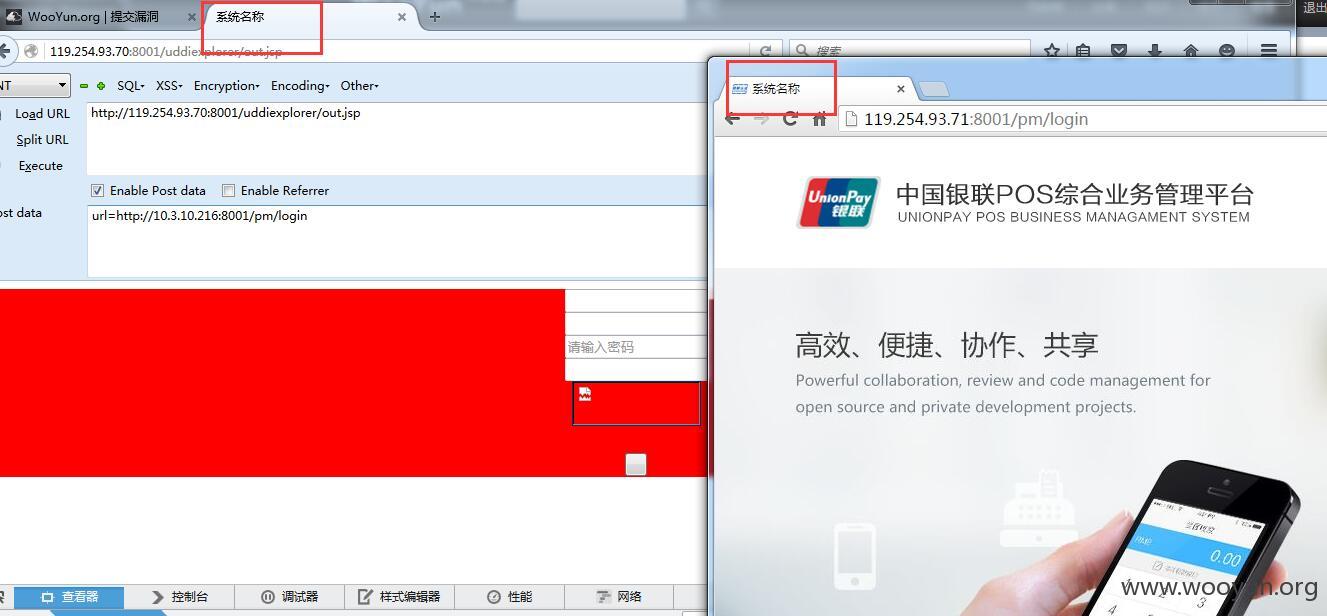 WooYun.org | 提交漏洞
系统名称
退出
119.254.93.70:8001/uddiexplorer/out.jsp
搜索
NT
SQL
XSS
Encryption
Encoding
Other
Load URL
http://119.254.93.70:8001/uddiexplorer/out.jsp
Split URL
Execute
Enable Post data
Enable Referrer
ost data
url=http://10.3.10.216:8001/pm/login
请输入密码
查看器
控制台
调试器
样式编辑器
性能
网络
系统名称
119.254.93.71:8001/pm/login
UnionPay
银联
中国银联POS综合业务管理平台
UNIONPAY POS BUSINESS MANAGAMENT SYSTEM
高效、便捷、协作、共享
Powerful collaboration, review and code management for
open source and private development projects.
RMB
0.00
4
1
www.wooyun.org